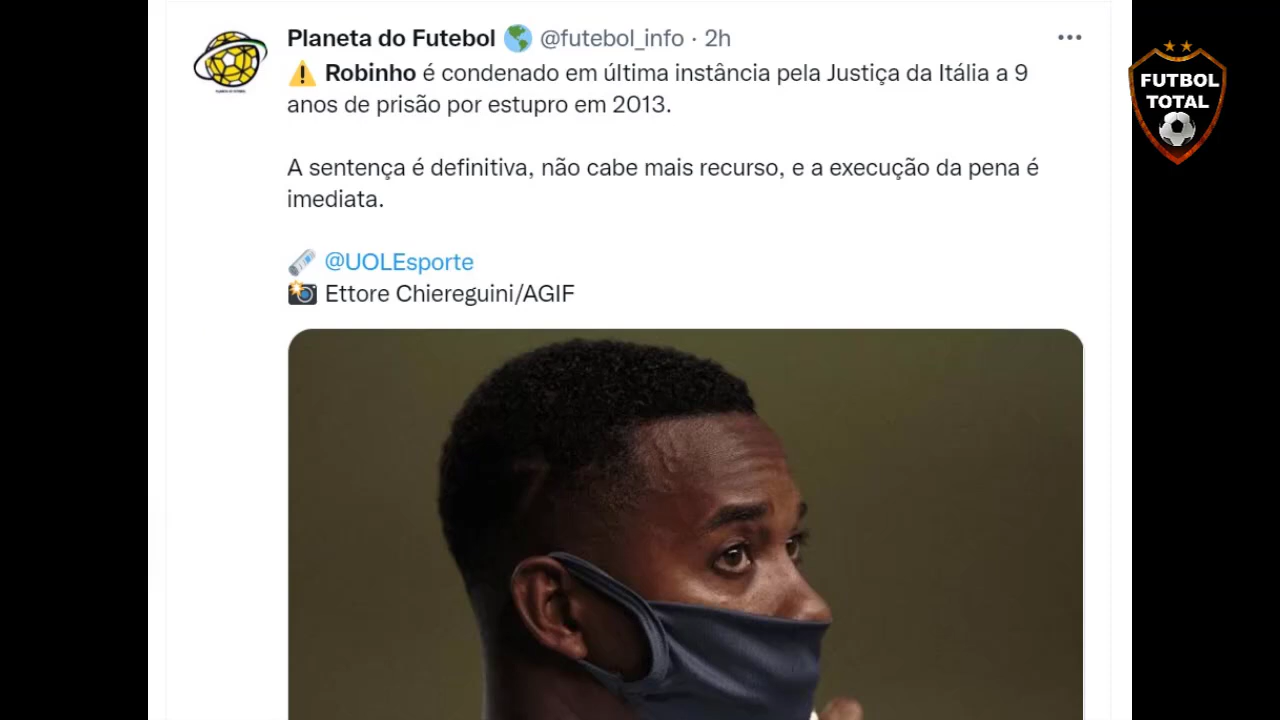 Planeta do Futebol 🌎 @futebol_info · 2h
⚠️ Robinho é condenado em última instância pela Justiça da Itália a 9
anos de prisão por estupro em 2013.
A sentença é definitiva, não cabe mais recurso, e a execução da pena é
imediata.
🗞️ @UOLEsporte
📸 Ettore Chiereguini/AGIF
FUTBOL
TOTAL